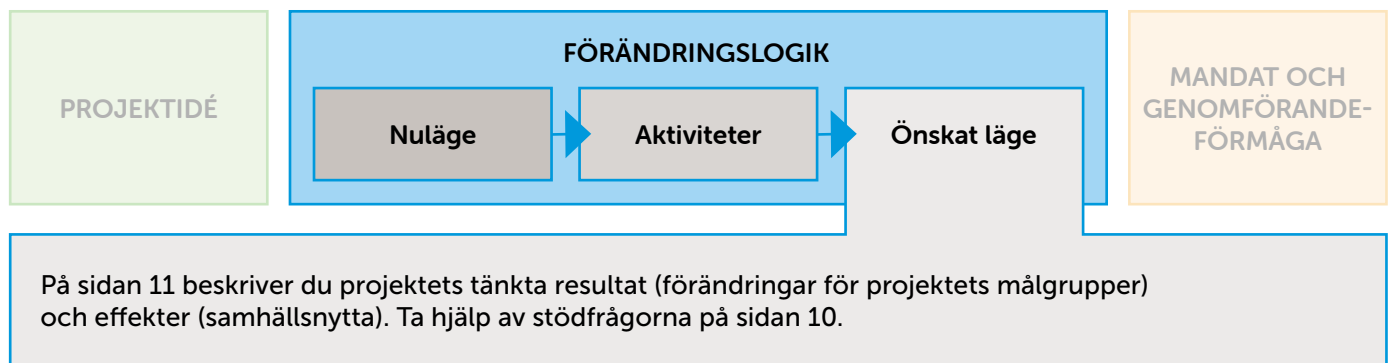 PROJEKTIDÉ
FÖRÄNDRINGSLOGIK
Nuläge
Aktiviteter
Önskat läge
MANDAT OCH
GENOMFÖRANDE-
FÖRMÅGA
På sidan 11 beskriver du projektets tänkta resultat (förändringar för projektets målgrupper)
och effekter (samhällsnytta). Ta hjälp av stödfrågorna på sidan 10.